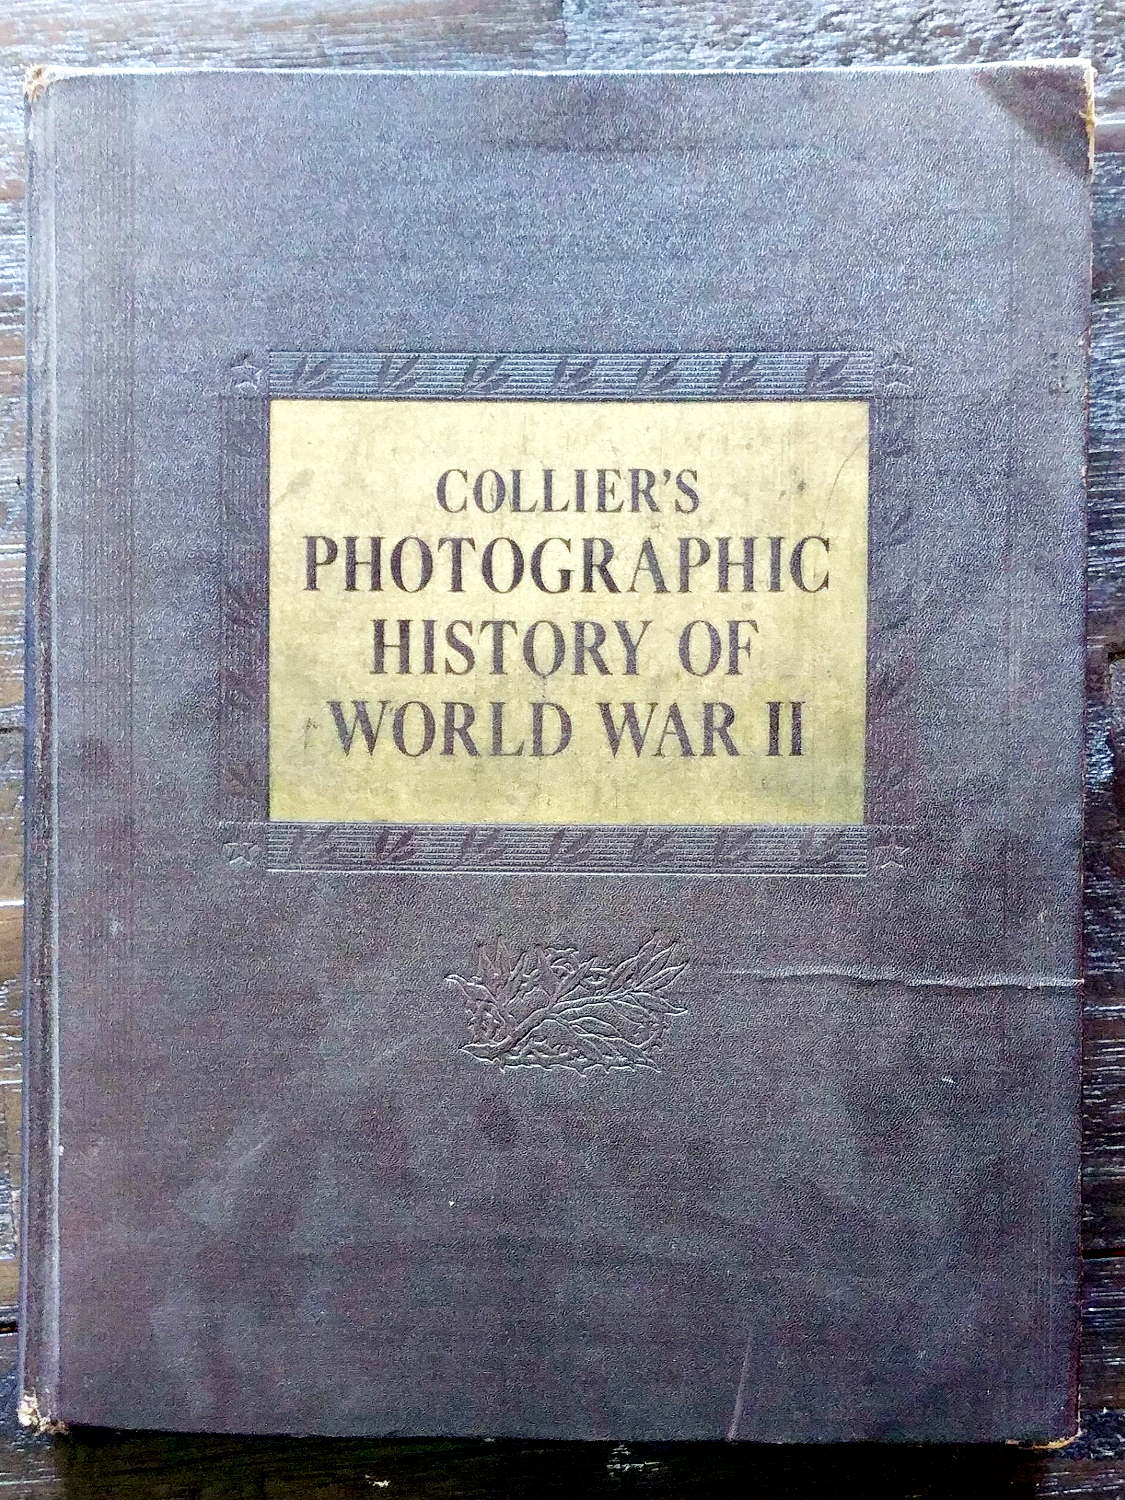 COLLIER'S
PHOTOGRAPHIC
HISTORY OF
WORLD WAR II